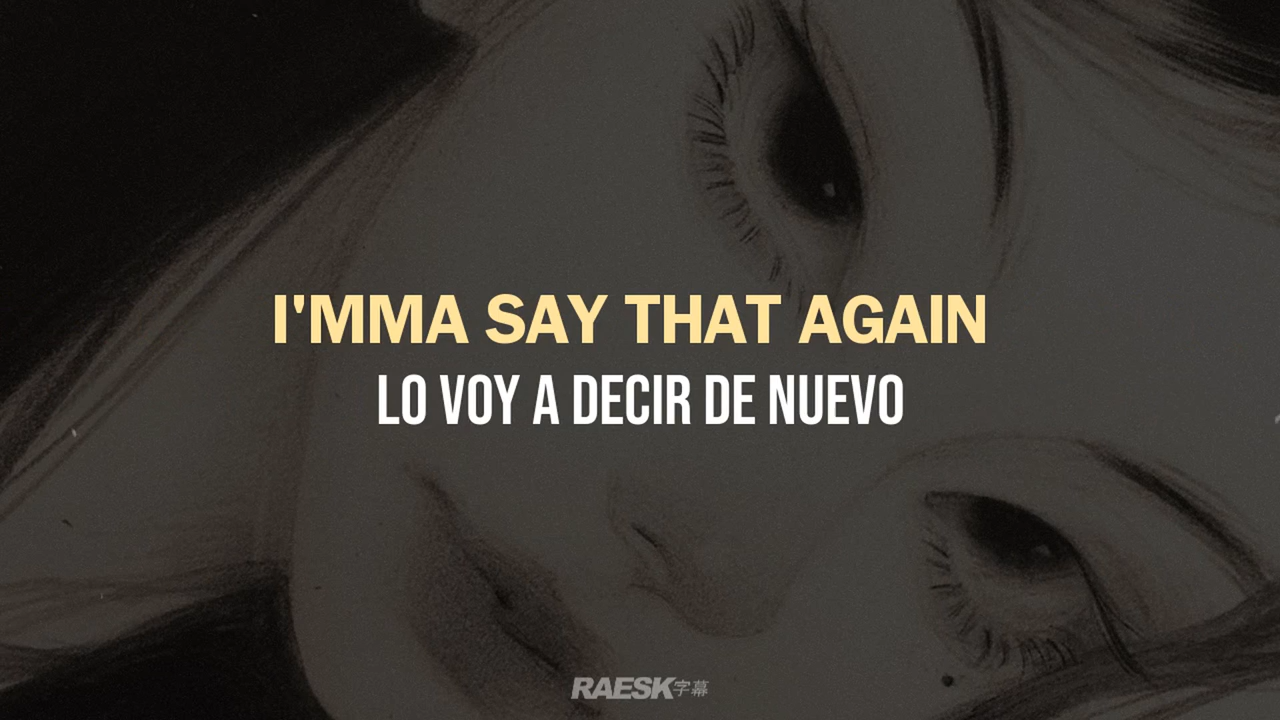 I'MMA SAY THAT AGAIN
LO VOY A DECIR DE NUEVO
RAESK字幕